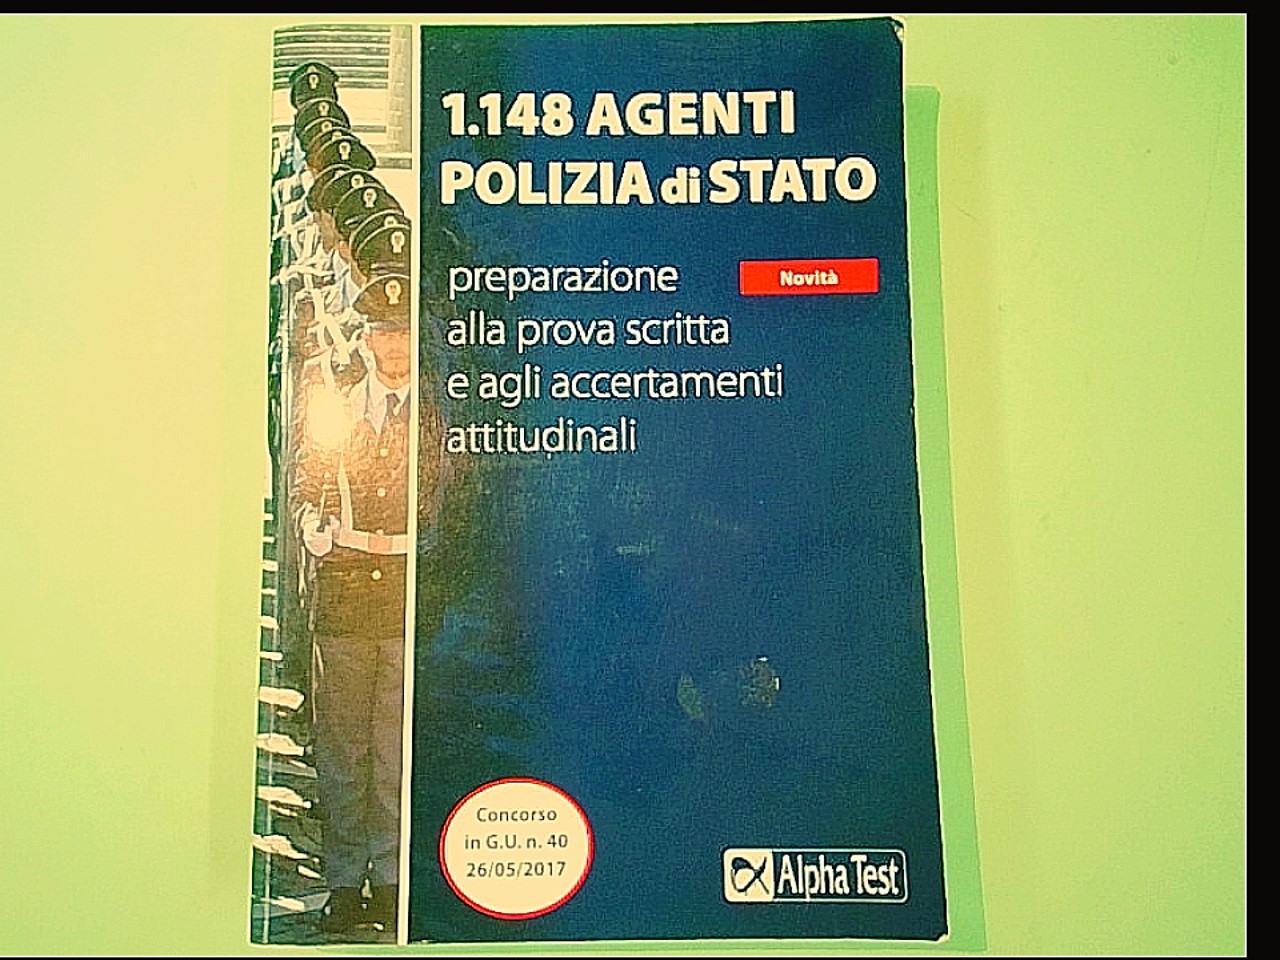 1.148 AGENTI
POLIZIA di STATO
preparazione
Novità
alla prova scritta
e agli accertamenti
attitudinali
Concorso
in G.U. n. 40
26/05/2017
Alpha Test